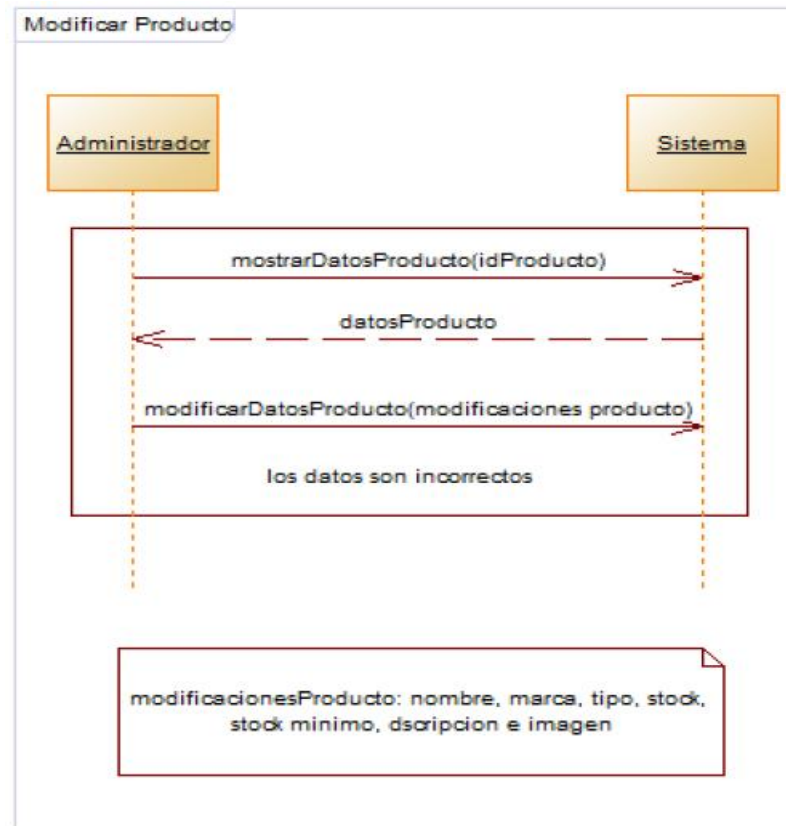 Modificar Producto
Administrador
Sistema
mostrarDatosProducto(idProducto)
datosProducto
modificarDatosProducto(modificaciones producto)
los datos son incorrectos
modificacionesProducto: nombre, marca, tipo, stock,
stock minimo, dscripcion e imagen